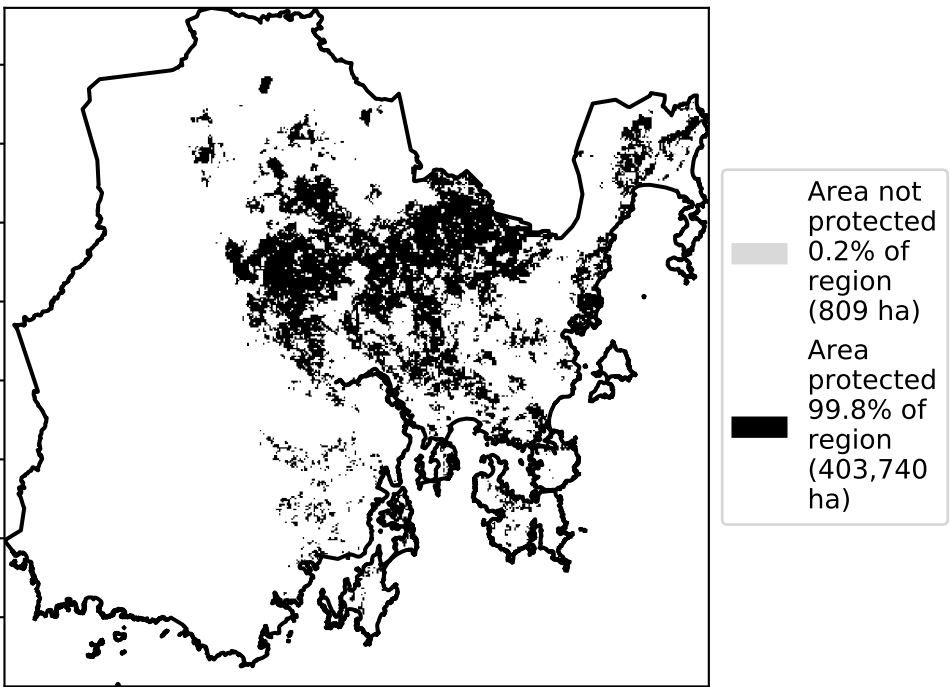 Area not
protected
0.2% of
region
(809 ha)
Area
protected
99.8% of
region
(403,740
ha)